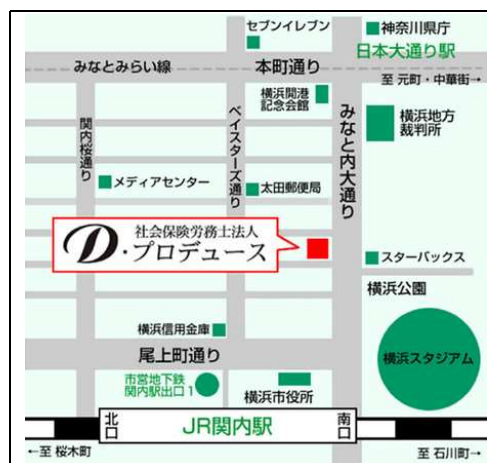 セブンイレブン
神奈川県庁
日本大通り駅
みなとみらい線
本町通り
至 元町・中華街→
横浜開港
記念会館
横浜地方
裁判所
関内桜通り
ベイスターズ通り
みなと内大通り
メディアセンター
太田郵便局
社会保険労務士法人
D・プロデュース
スターバックス
横浜公園
横浜信用金庫
尾上町通り
横浜スタジアム
市営地下鉄
関内駅出口1
横浜市役所
北口
JR関内駅
南口
←至 桜木町
至 石川町→